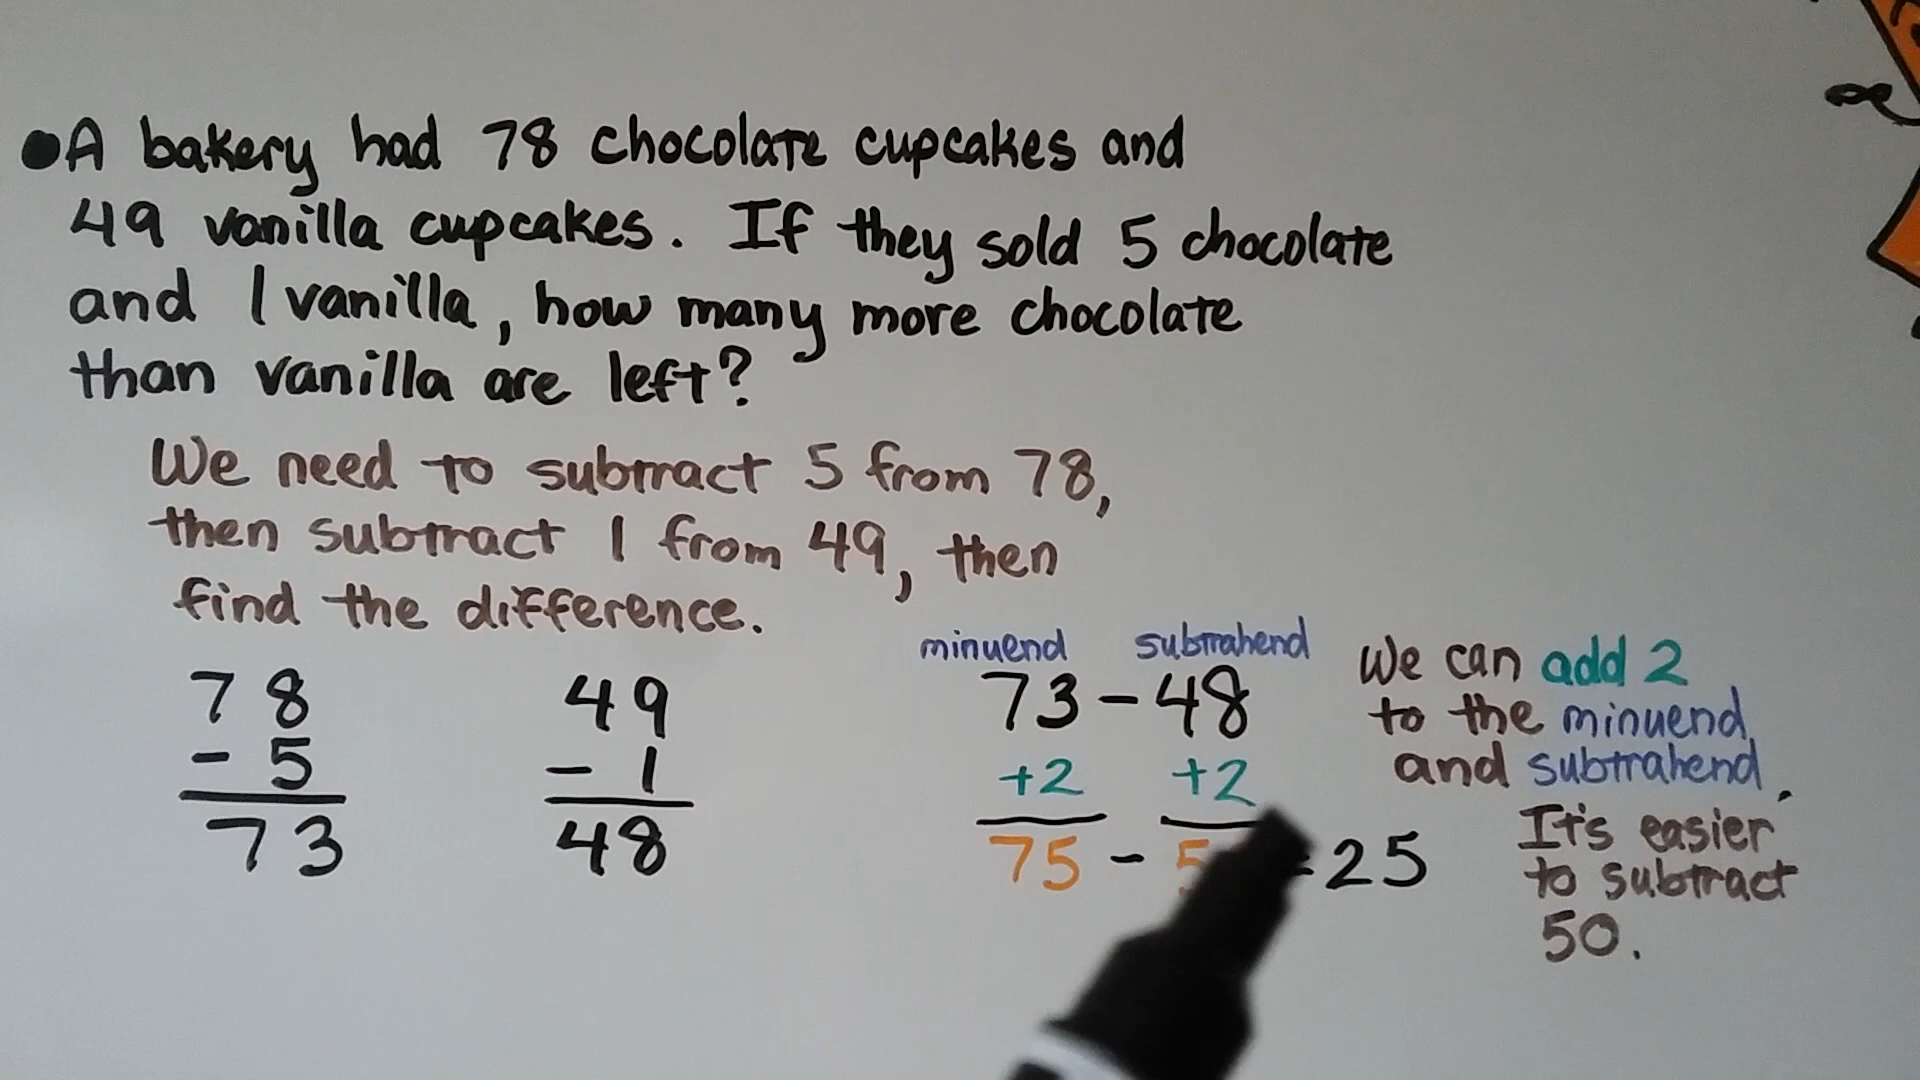 A bakery had 78 chocolate cupcakes and
49 vanilla cupcakes. If they sold 5 chocolate
and 1 vanilla, how many more chocolate
than vanilla are left?
We need to subtract 5 from 78,
then subtract 1 from 49, then
find the difference.
78
- 5
73
49
- 1
48
minuend subtrahend
73 - 48
+2 +2
75 - 5 = 25
We can add 2
to the minuend
and subtrahend.
It's easier
to subtract
50.